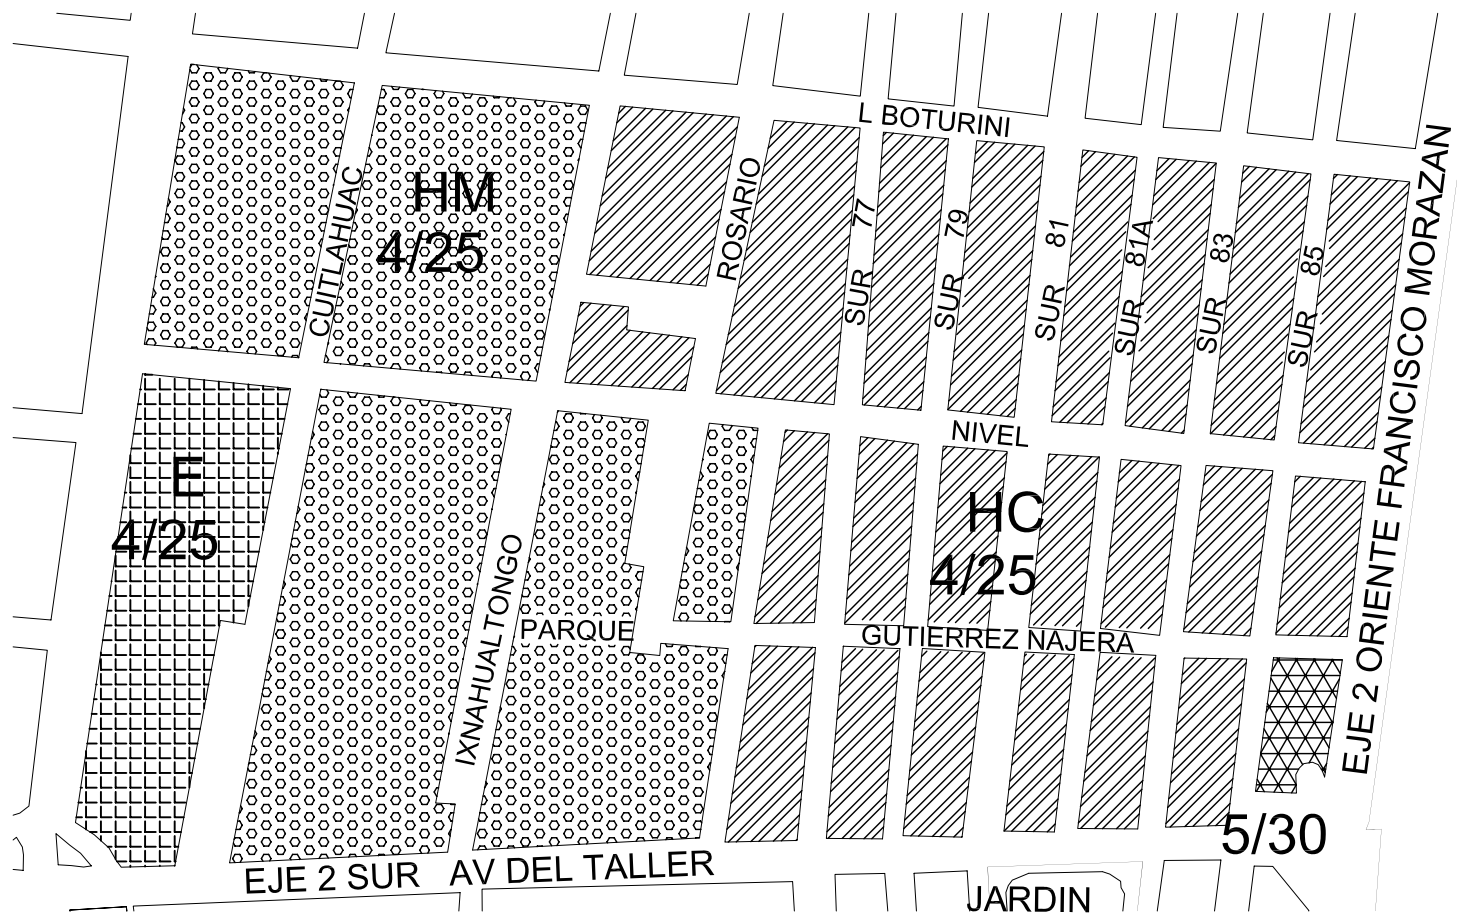 L BOTURINI
HM
4/25
CUITLAHUAC
ROSARIO
SUR 77
SUR 79
SUR 81
SUR 81A
SUR 83
SUR 85
EJE 2 ORIENTE FRANCISCO MORAZAN
NIVEL
E
4/25
HC
4/25
IXNAHUALTONGO
PARQUE
GUTIERREZ NAJERA
5/30
EJE 2 SUR AV DEL TALLER
JARDIN